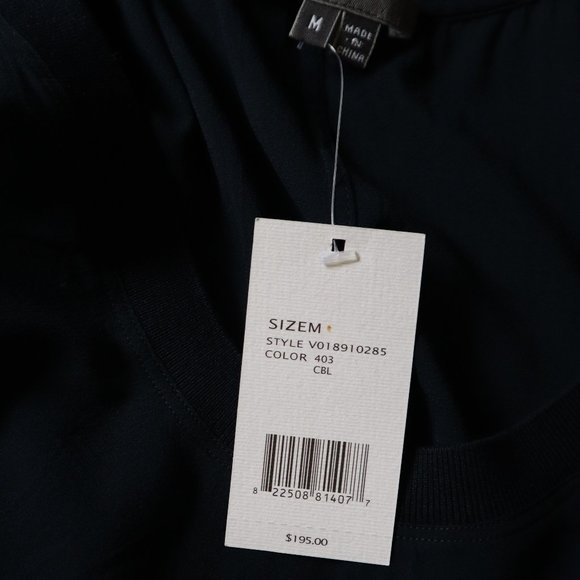 M
MADE
IN
CHINA
SIZEM
STYLE V018910285
COLOR 403
CBL
8 22508 81407 7
$195.00